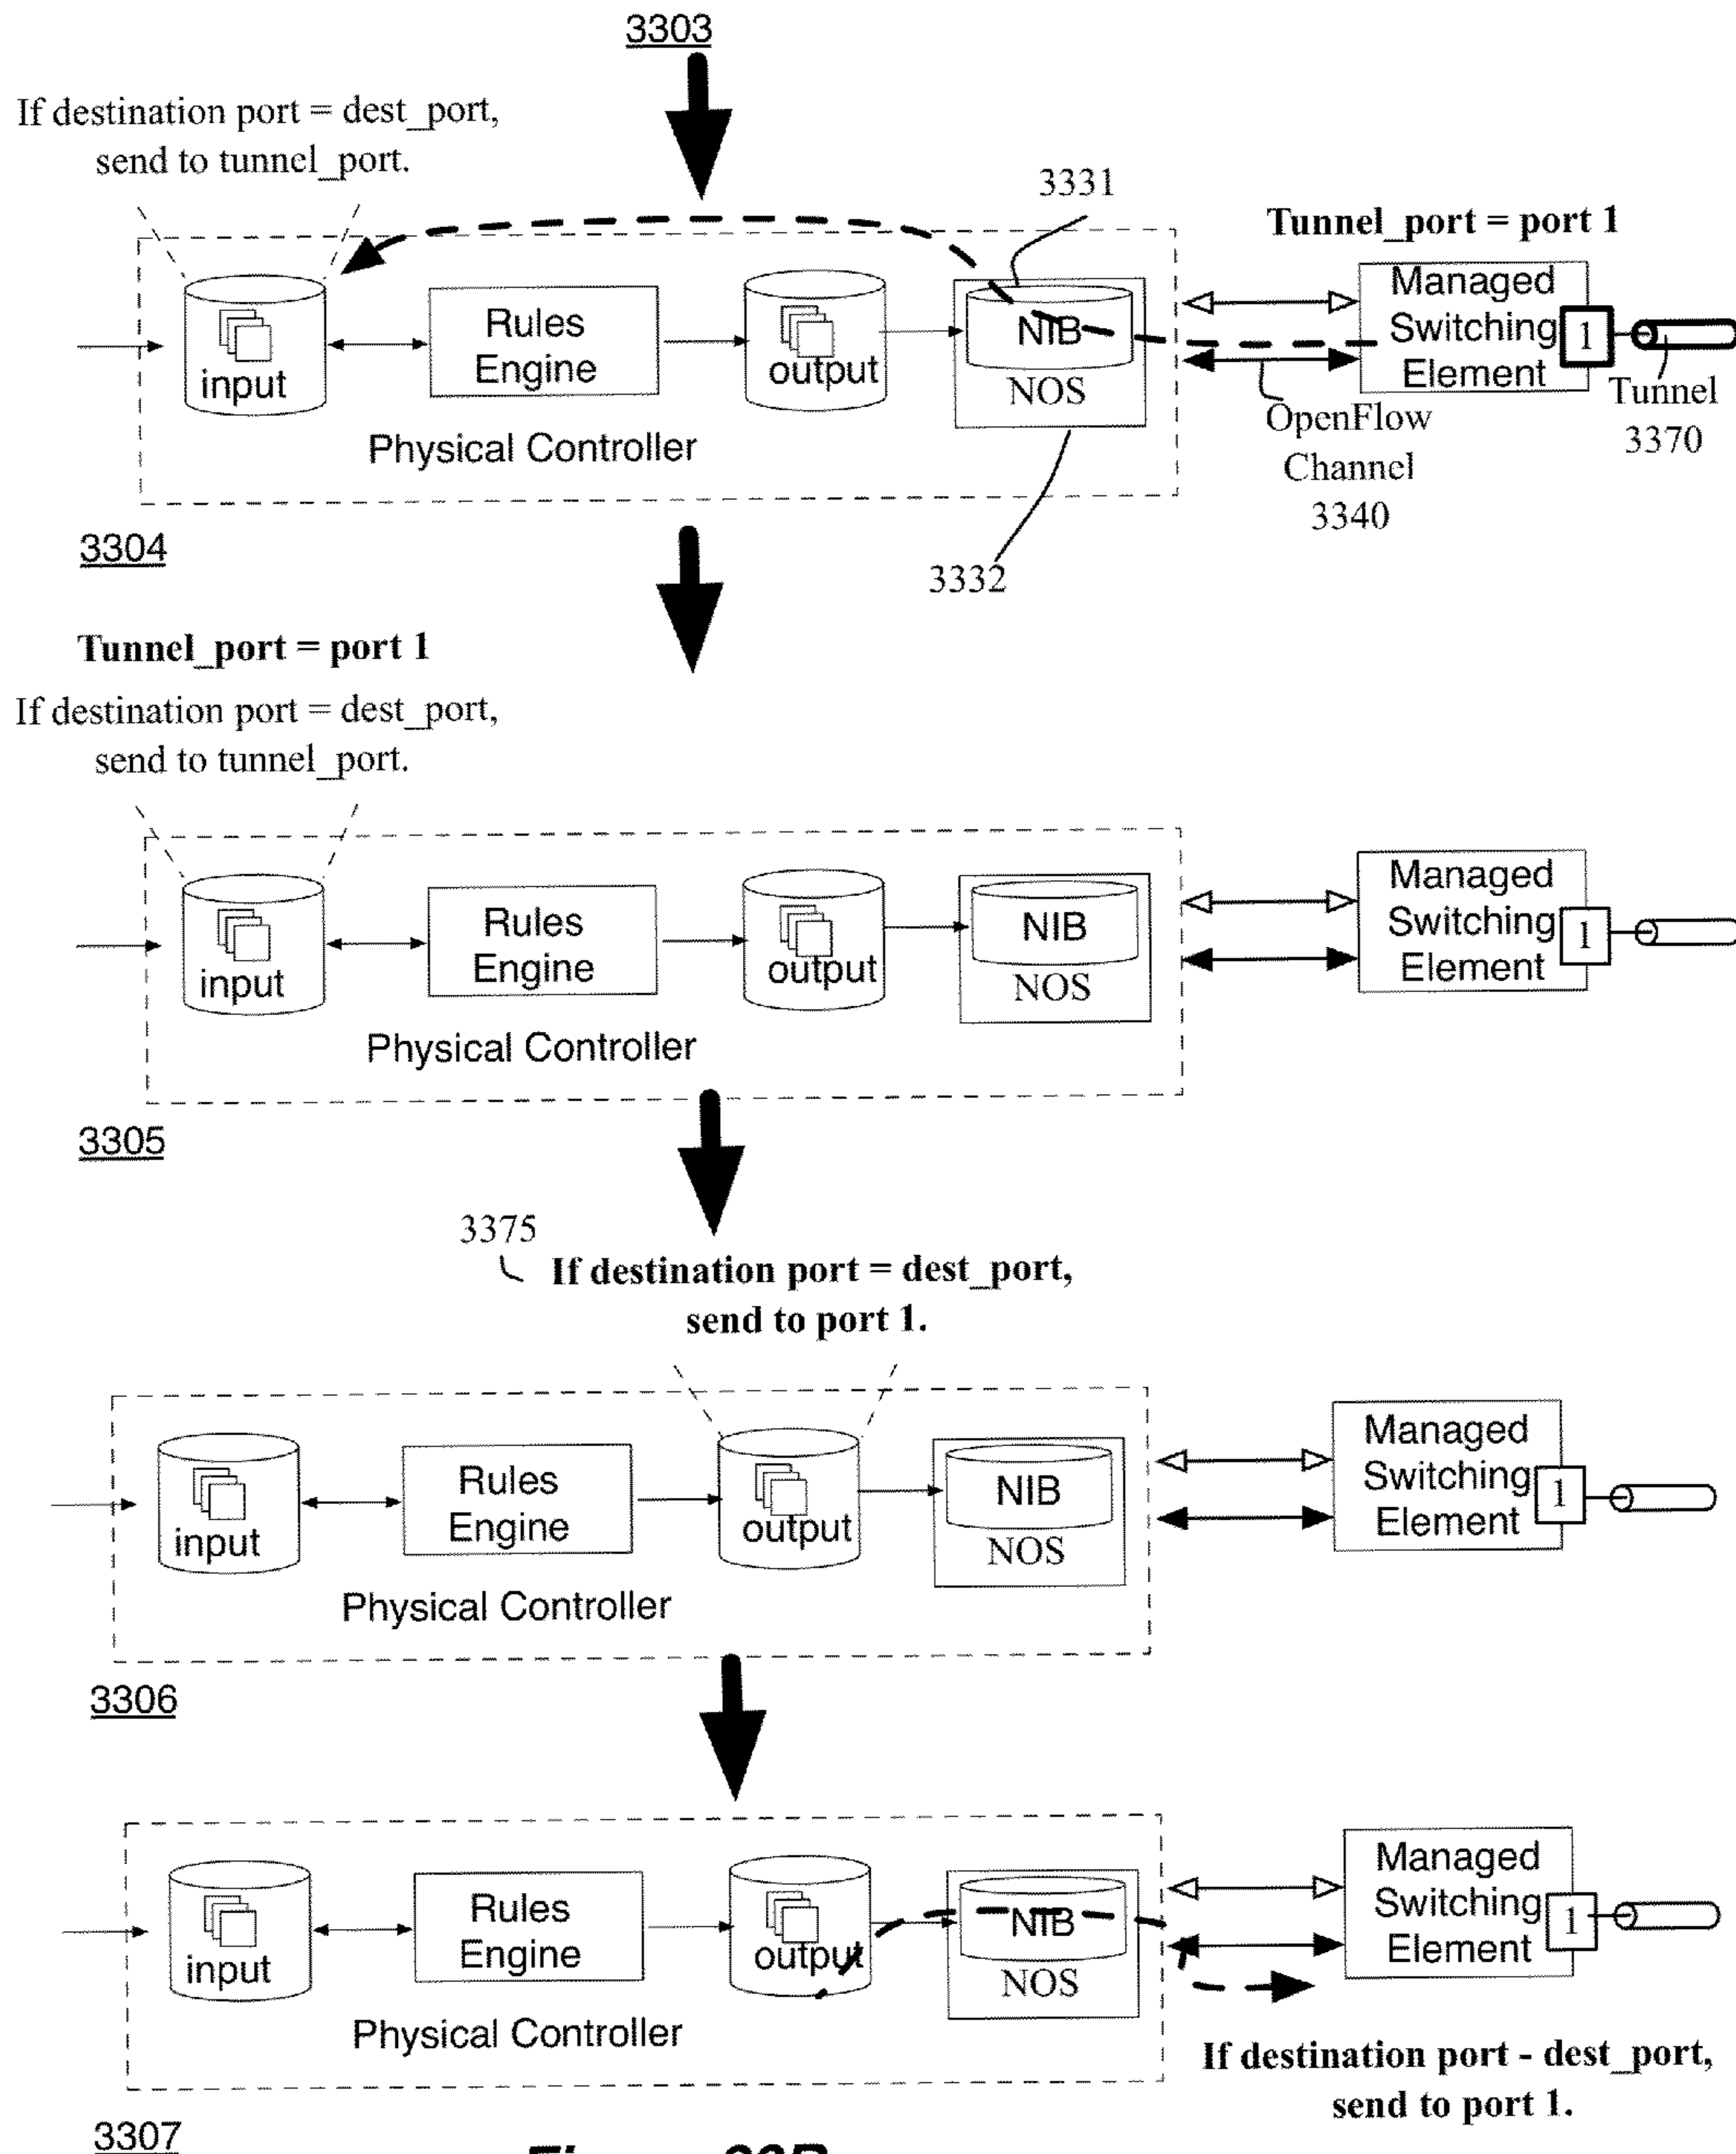 3303
If destination port = dest_port,
send to tunnel_port.
3331
Tunnel_port = port 1
input
Rules
Engine
output
NIB
NOS
Managed
Switching
Element
1
Tunnel
3370
Physical Controller
OpenFlow
Channel
3340
3304
3332
Tunnel_port = port 1
If destination port = dest_port,
send to tunnel_port.
input
Rules
Engine
output
NIB
NOS
Managed
Switching
Element
1
Physical Controller
3305
3375
If destination port = dest_port,
send to port 1.
input
Rules
Engine
output
NIB
NOS
Managed
Switching
Element
1
Physical Controller
3306
input
Rules
Engine
output
NIB
NOS
Managed
Switching
Element
1
Physical Controller
If destination port - dest_port,
send to port 1.
3307
Figure